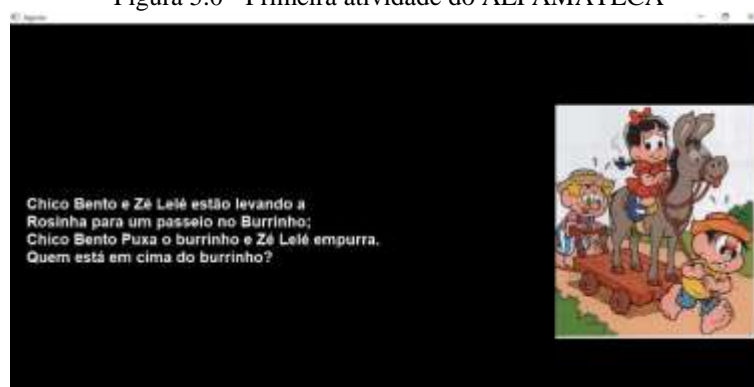 Figura 3.6 - Primeira atividade do ALFAMATECA
Chico Bento e Zé Lelé estão levando a
Rosinha para um passeio no Burrinho;
Chico Bento Puxa o burrinho e Zé Lelé empurra.
Quem está em cima do burrinho?